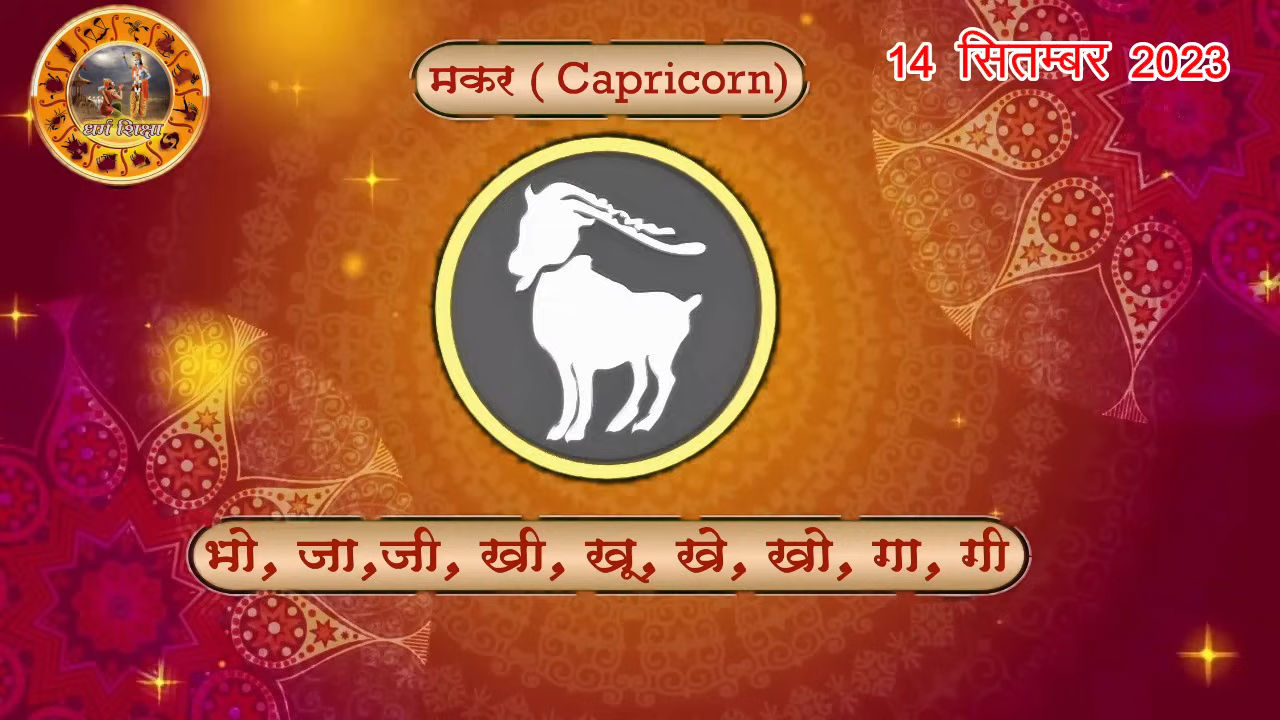 धर्म शिक्षा
मकर ( Capricorn)
14 सितम्बर 2023
भो, जा,जी, खी, खू, खे, खो, गा, गी